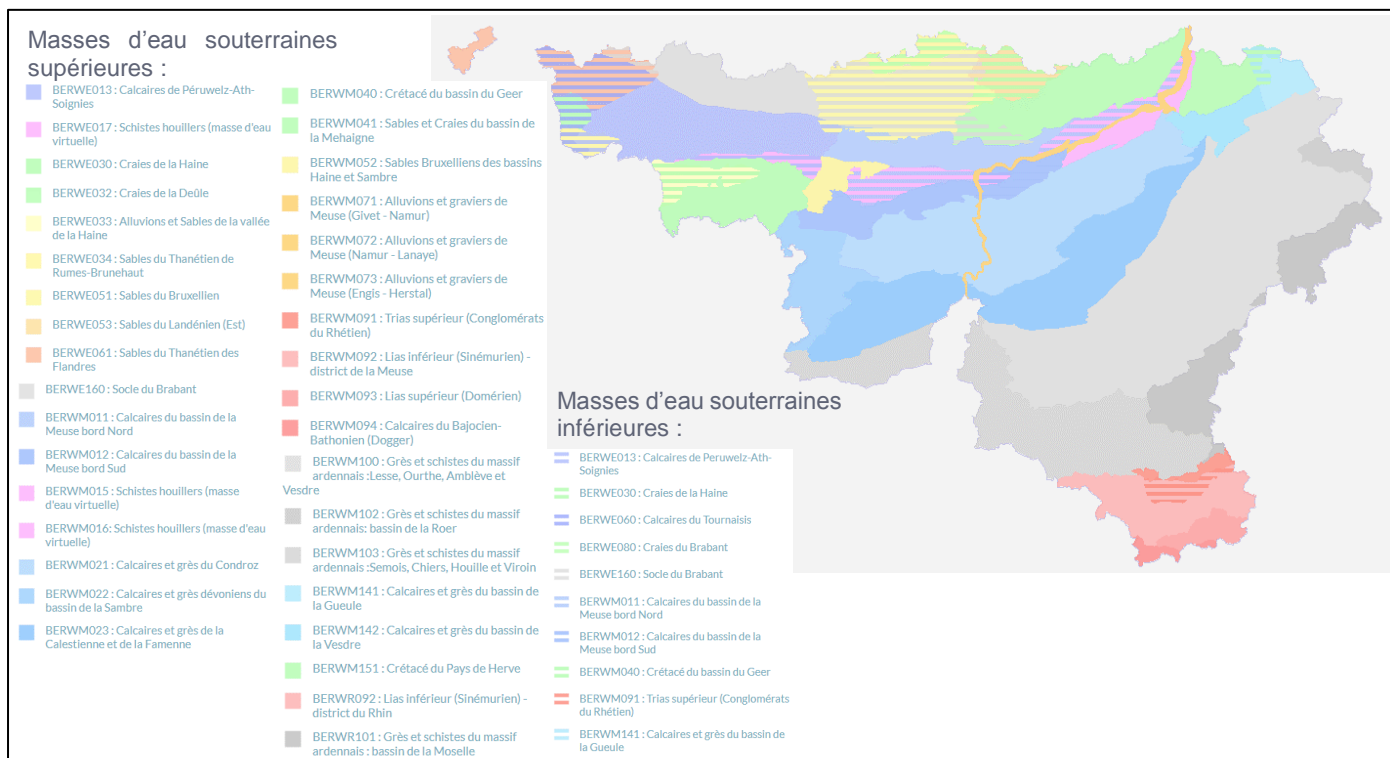 Masses d'eau souterraines
supérieures :
BERWE013 : Calcaires de Péruwelz-Ath-
Soignies
BERWE017 : Schistes houillers (masse d'eau
virtuelle)
BERWE030 : Craies de la Haine
BERWE032 : Craies de la Deûle
BERWE033 : Alluvions et Sables de la vallée
de la Haine
BERWE034 : Sables du Thanétien de
Rumes-Brunehaut
BERWE051 : Sables du Bruxellien
BERWE053 : Sables du Landénien (Est)
BERWE061 : Sables du Thanétien des
Flandres
BERWE160 : Socle du Brabant
BERWM011 : Calcaires du bassin de la
Meuse bord Nord
BERWM012 : Calcaires du bassin de la
Meuse bord Sud
BERWM015 : Schistes houillers (masse
d'eau virtuelle)
BERWM016: Schistes houillers (masse d'eau
virtuelle)
BERWM021 : Calcaires et grès du Condroz
BERWM022 : Calcaires et grès dévoniens du
bassin de la Sambre
BERWM023 : Calcaires et grès de la
Calestienne et de la Famenne
BERWM040 : Crétacé du bassin du Geer
BERWM041 : Sables et Craies du bassin de
la Mehaigne
BERWM052 : Sables Bruxelliens des bassins
Haine et Sambre
BERWM071 : Alluvions et graviers de
Meuse (Givet - Namur)
BERWM072 : Alluvions et graviers de
Meuse (Namur - Lanaye)
BERWM073 : Alluvions et graviers de
Meuse (Engis - Herstal)
BERWM091 : Trias supérieur (Conglomérats
du Rhétien)
BERWM092 : Lias inférieur (Sinémurien) -
district de la Meuse
BERWM093 : Lias supérieur (Domérien)
BERWM094 : Calcaires du Bajocien-
Bathonien (Dogger)
BERWM100 : Grès et schistes du massif
ardennais :Lesse, Ourthe, Amblève et
Vesdre
BERWM102 : Grès et schistes du massif
ardennais: bassin de la Roer
BERWM103 : Grès et schistes du massif
ardennais :Semois, Chiers, Houille et Viroin
BERWM141 : Calcaires et grès du bassin de
la Gueule
BERWM142 : Calcaires et grès du bassin de
la Vesdre
BERWM151 : Crétacé du Pays de Herve
BERWR092 : Lias inférieur (Sinémurien) -
district du Rhin
BERWR101 : Grès et schistes du massif
ardennais : bassin de la Moselle
Masses d'eau souterraines
inférieures :
BERWE013 : Calcaires de Peruwelz-Ath-
Soignies
BERWE030 : Craies de la Haine
BERWE060 : Calcaires du Tournaisis
BERWE080 : Craies du Brabant
BERWE160 : Socle du Brabant
BERWM011 : Calcaires du bassin de la
Meuse bord Nord
BERWM012 : Calcaires du bassin de la
Meuse bord Sud
BERWM040 : Crétacé du bassin du Geer
BERWM091 : Trias supérieur (Conglomérats
du Rhétien)
BERWM141 : Calcaires et grès du bassin de
la Gueule